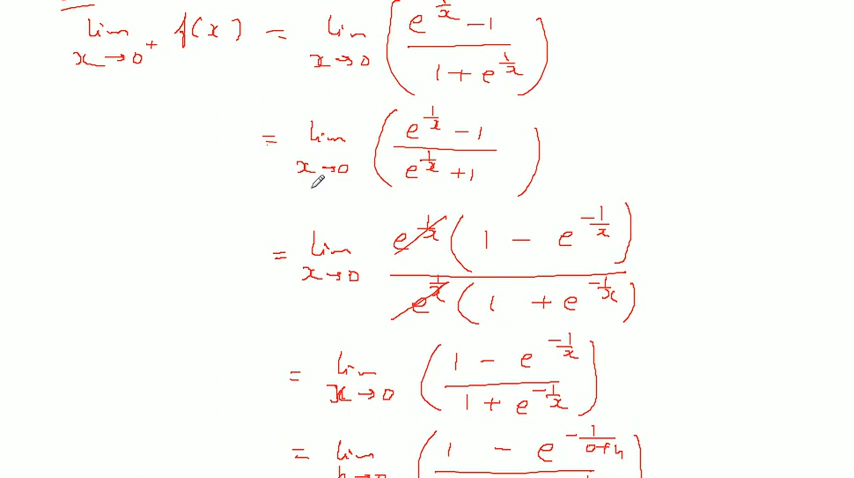 lim x→0⁺ f(x) = lim x→0 ( (e^(1/x) − 1) / (1 + e^(1/x)) )
= lim x→0 ( (e^(1/x) − 1) / (e^(1/x) + 1) )
= lim x→0 e^(1/x) ( 1 − e^(−1/x) ) / e^(1/x) ( 1 + e^(−1/x) )
= lim x→0 ( (1 − e^(−1/x)) / (1 + e^(−1/x)) )
= lim h→0 ( 1 − e^(−1/(0+h)) )